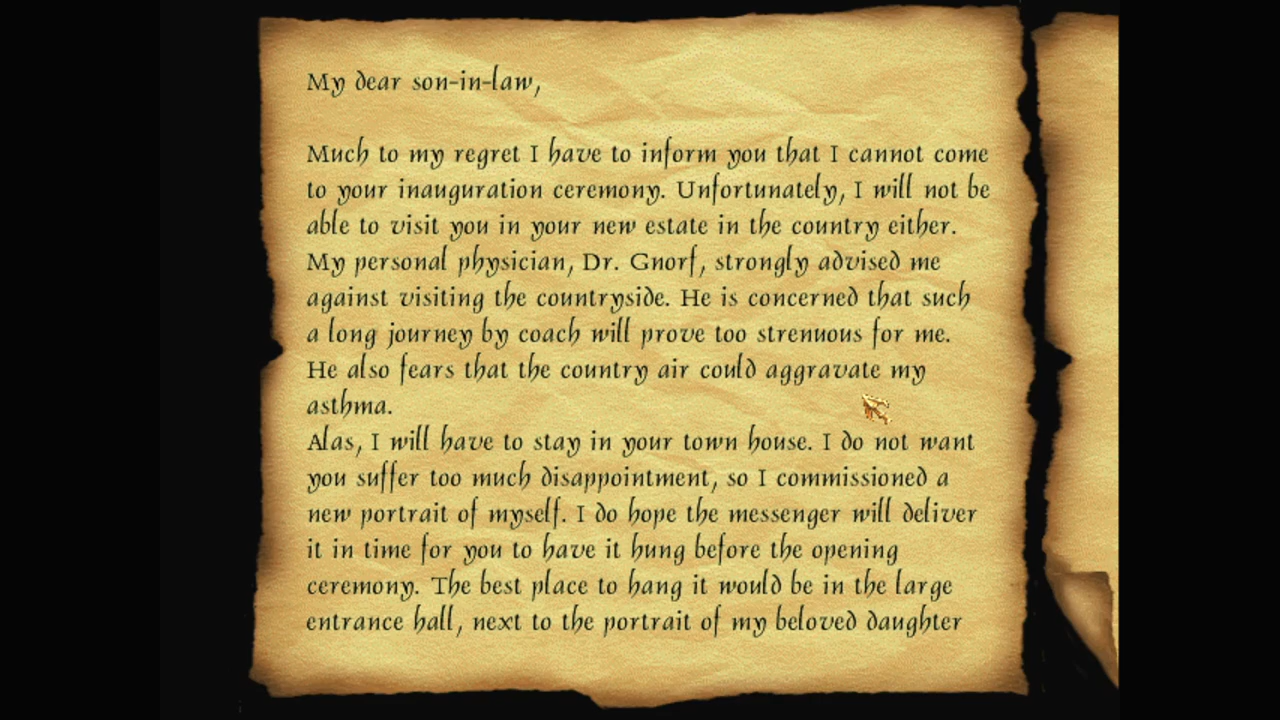 My dear son-in-law,
Much to my regret I have to inform you that I cannot come
to your inauguration ceremony. Unfortunately, I will not be
able to visit you in your new estate in the country either.
My personal physician, Dr. Gnorf, strongly advised me
against visiting the countryside. He is concerned that such
a long journey by coach will prove too strenuous for me.
He also fears that the country air could aggravate my
asthma.
Alas, I will have to stay in your town house. I do not want
you suffer too much disappointment, so I commissioned a
new portrait of myself. I do hope the messenger will deliver
it in time for you to have it hung before the opening
ceremony. The best place to hang it would be in the large
entrance hall, next to the portrait of my beloved daughter